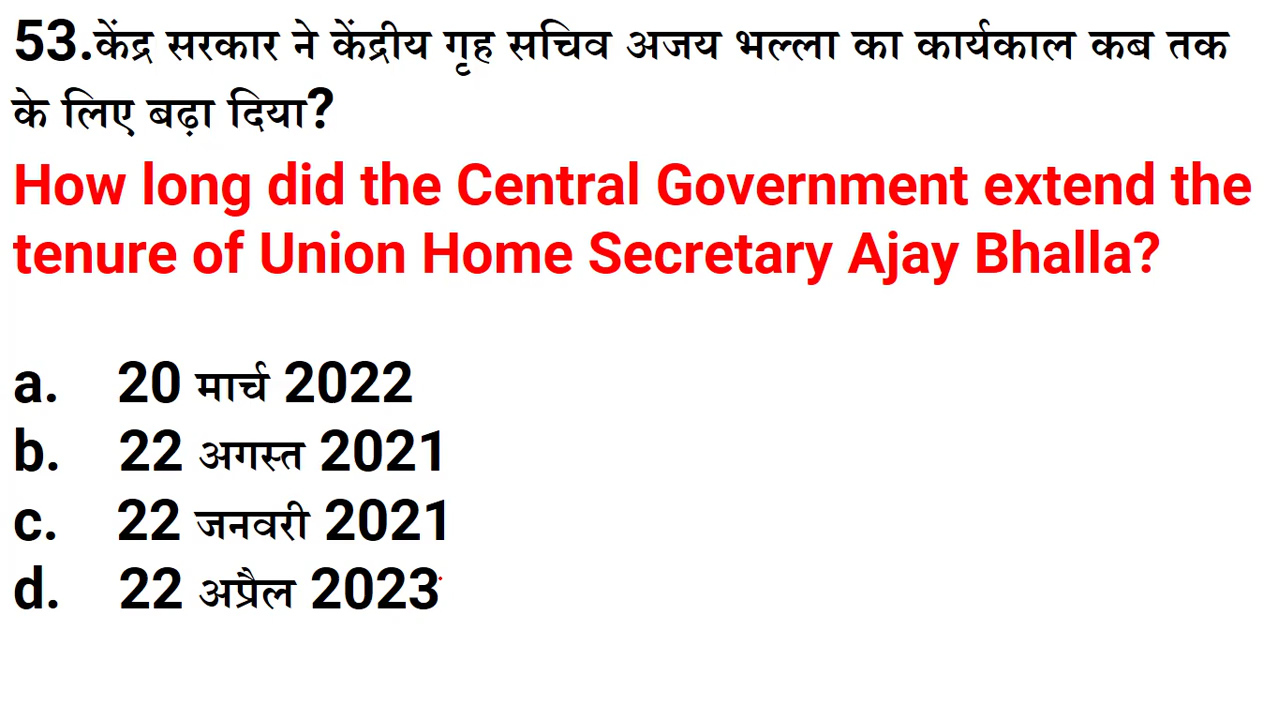 53.केंद्र सरकार ने केंद्रीय गृह सचिव अजय भल्ला का कार्यकाल कब तक
के लिए बढ़ा दिया?
How long did the Central Government extend the
tenure of Union Home Secretary Ajay Bhalla?
a. 20 मार्च 2022
b. 22 अगस्त 2021
c. 22 जनवरी 2021
d. 22 अप्रैल 2023